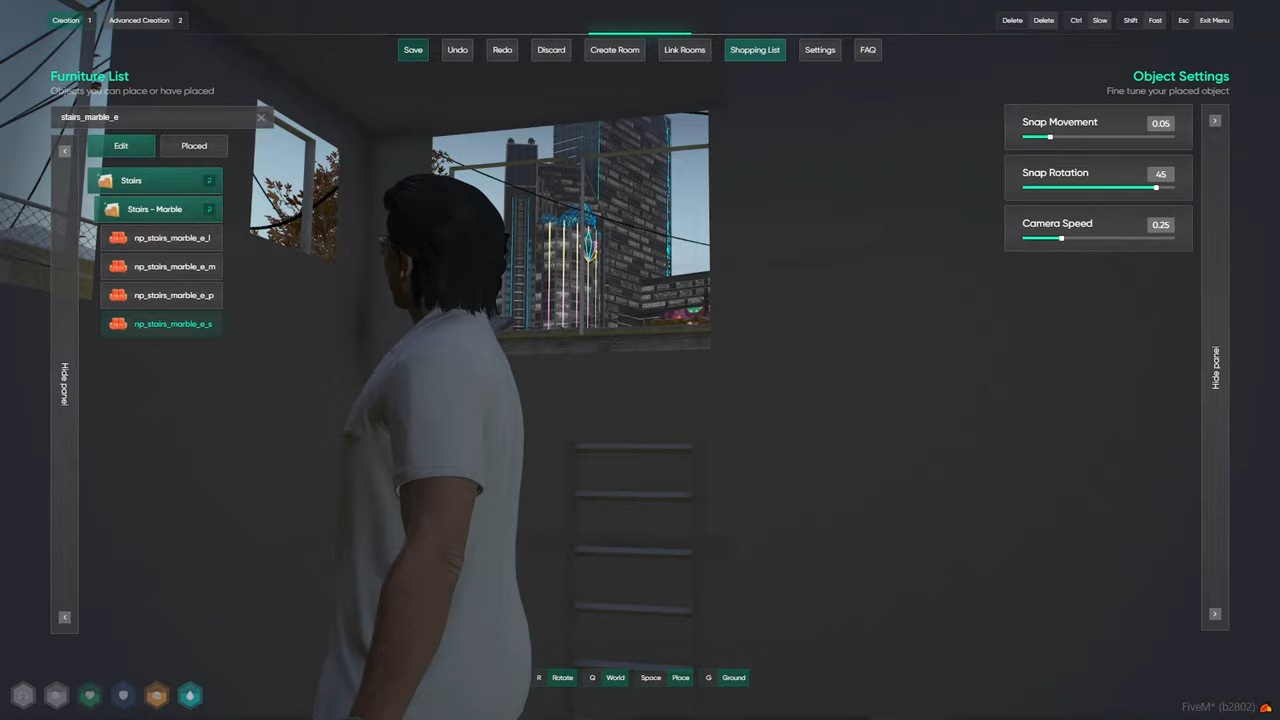 Creation 1 Advanced Creation 2
Delete Delete Ctrl Slow Shift Fast Esc Exit Menu
Save Undo Redo Discard Create Room Link Rooms Shopping List Settings FAQ
Furniture List
Objects you can place or have placed
stairs_marble_e
Edit Placed
Stairs
Stairs - Marble
np_stairs_marble_e_l
np_stairs_marble_e_m
np_stairs_marble_e_p
np_stairs_marble_e_s
Hide panel
Object Settings
Fine tune your placed object
Snap Movement 0.05
Snap Rotation 45
Camera Speed 0.25
Hide panel
R Rotate Q World Space Place G Ground
FiveM* (b2802)